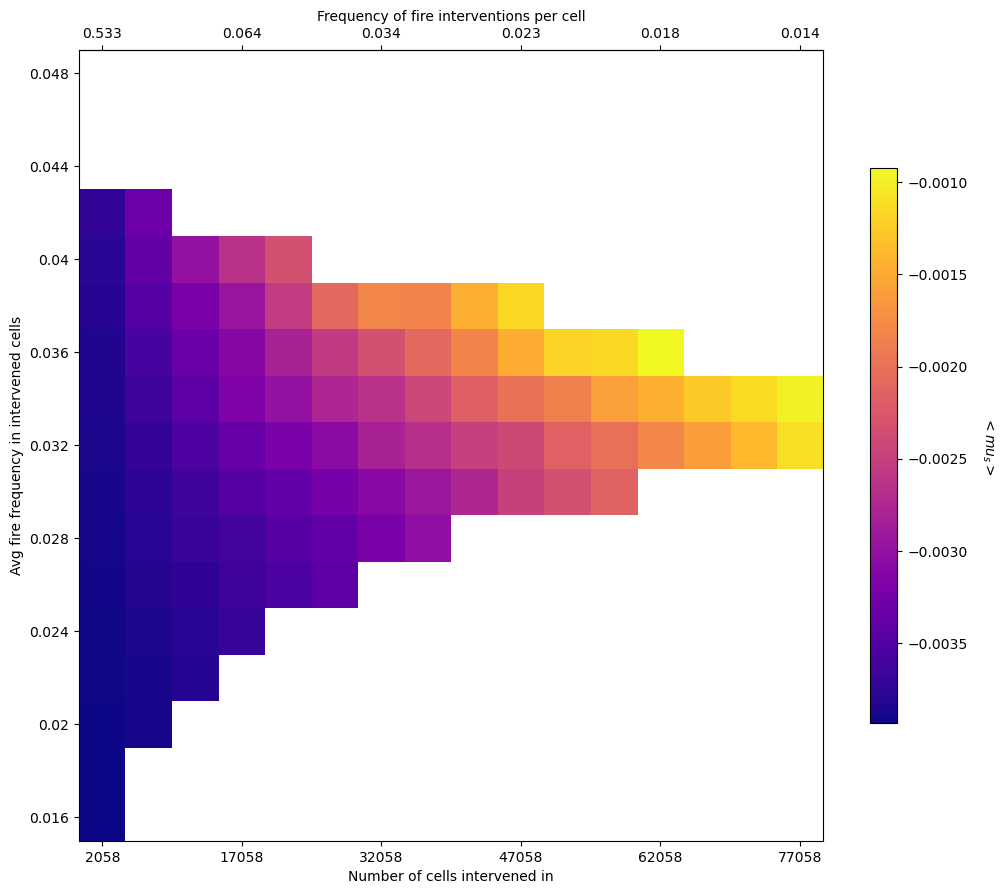 Frequency of fire interventions per cell
0.533 0.064 0.034 0.023 0.018 0.014
0.048
0.044
0.04
0.036
0.032
0.028
0.024
0.02
0.016
Avg fire frequency in intervened cells
2058 17058 32058 47058 62058 77058
Number of cells intervened in
−0.0010
−0.0015
−0.0020
−0.0025
−0.0030
−0.0035
< mu_s >